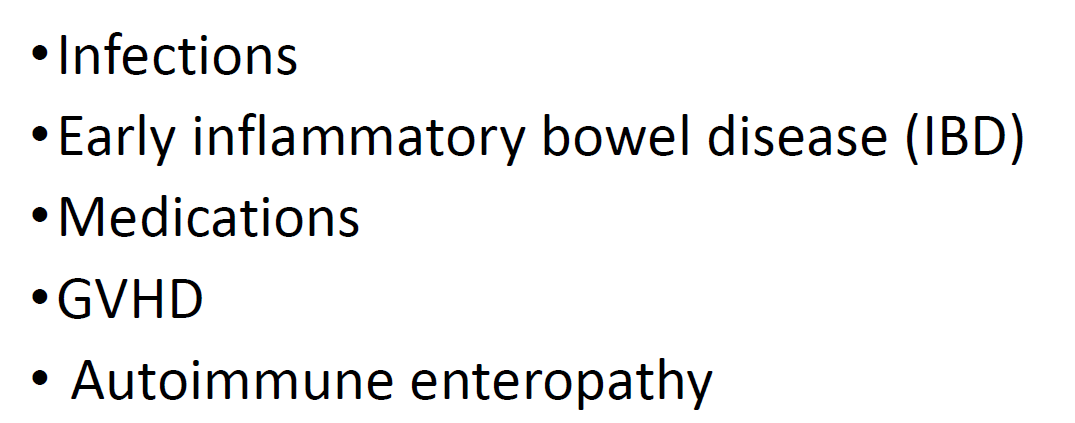 •Infections
•Early inflammatory bowel disease (IBD)
•Medications
•GVHD
• Autoimmune enteropathy